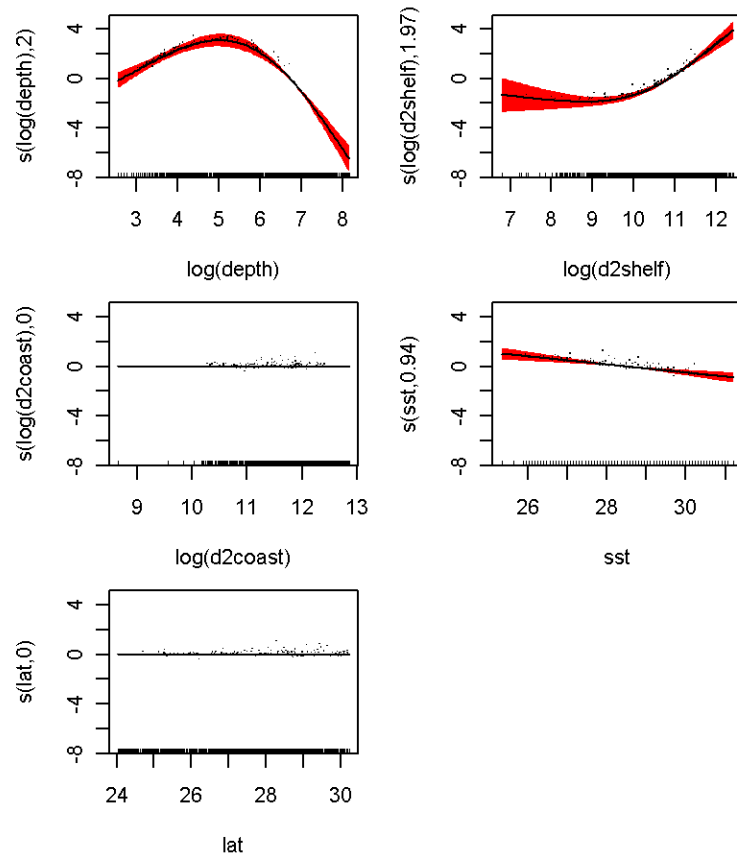 s(log(depth),2)
4
0
-4
-8
3 4 5 6 7 8
log(depth)
s(log(d2shelf),1.97)
4
0
-4
-8
7 8 9 10 11 12
log(d2shelf)
s(log(d2coast),0)
4
0
-4
-8
9 10 11 12 13
log(d2coast)
s(sst,0.94)
4
0
-4
-8
26 28 30
sst
s(lat,0)
4
0
-4
-8
24 26 28 30
lat